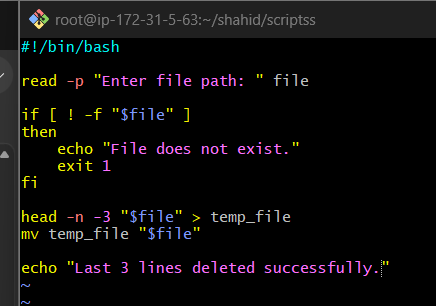 root@ip-172-31-5-63:~/shahid/scriptss
#!/bin/bash
read -p "Enter file path: " file
if [ ! -f "$file" ]
then
    echo "File does not exist."
    exit 1
fi
head -n -3 "$file" > temp_file
mv temp_file "$file"
echo "Last 3 lines deleted successfully."
~
~